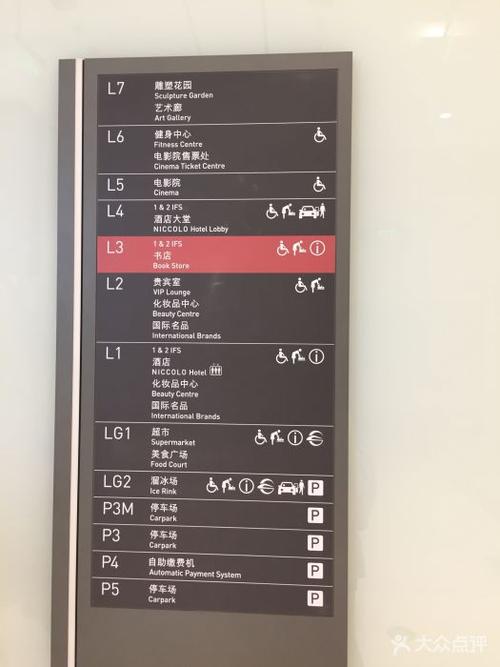 L7
雕塑花园
Sculpture Garden
艺术廊
Art Gallery
L6
健身中心
Fitness Centre
电影院售票处
Cinema Ticket Centre
L5
电影院
Cinema
L4
1 & 2 IFS
酒店大堂
NICCOLO Hotel Lobby
L3
1 & 2 IFS
书店
Book Store
L2
贵宾室
VIP Lounge
化妆品中心
Beauty Centre
国际名品
International Brands
L1
1 & 2 IFS
酒店
NICCOLO Hotel
化妆品中心
Beauty Centre
国际名品
International Brands
LG1
超市
Supermarket
美食广场
Food Court
LG2
溜冰场
Ice Rink
P
P3M
停车场
Carpark
P
P3
停车场
Carpark
P
P4
自助缴费机
Automatic Payment System
P
P5
停车场
Carpark
P
大众点评